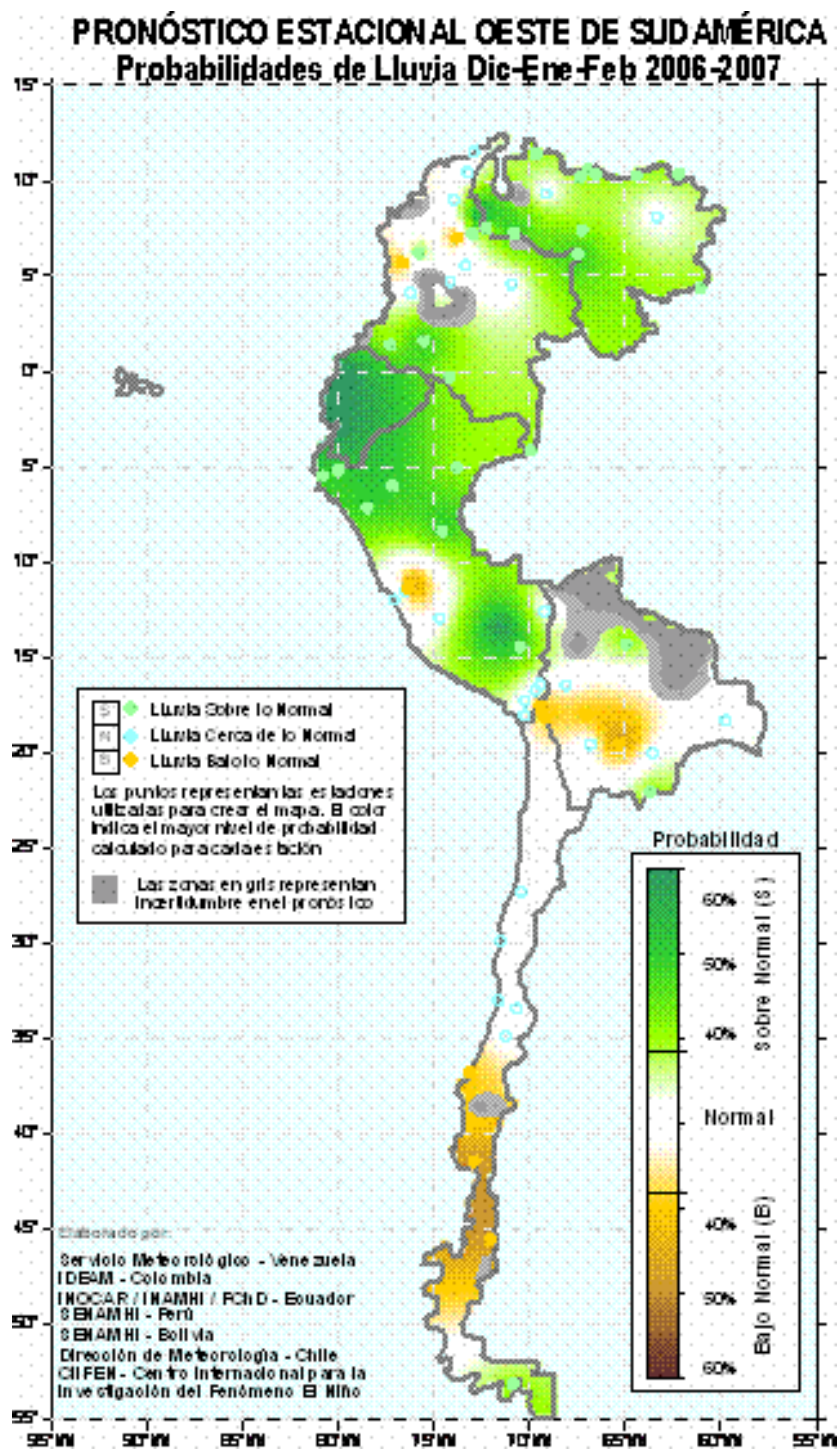 PRONÓSTICO ESTACIONAL OESTE DE SUDAMÉRICA
Probabilidades de Lluvia Dic-Ene-Feb 2006-2007
15°
10°
5°
0°
5°
10°
15°
20°
25°
30°
35°
40°
45°
50°
55°
S Lluvia Sobre lo Normal
N Lluvia Cerca de lo Normal
Lluvia Bajo lo Normal
Los puntos representan las estaciones
utilizadas para crear el mapa. El color
indica el mayor nivel de probabilidad
calculado para cada estación
Las zonas en gris representan
incertidumbre en el pronóstico
Probabilidad
60%
50%
40%
Sobre Normal (S)
Normal
40%
50%
60%
Bajo Normal (B)
Elaborado por:
Servicio Meteorológico - Venezuela
IDEAM - Colombia
INOCAR / INAMHI / FChD - Ecuador
SENAMHI - Perú
SENAMHI - Bolivia
Dirección de Meteorología - Chile
CIIFEN - Centro Internacional para la
Investigación del Fenómeno El Niño
95°W 90°W 85°W 80°W 75°W 70°W 65°W 60°W 55°W